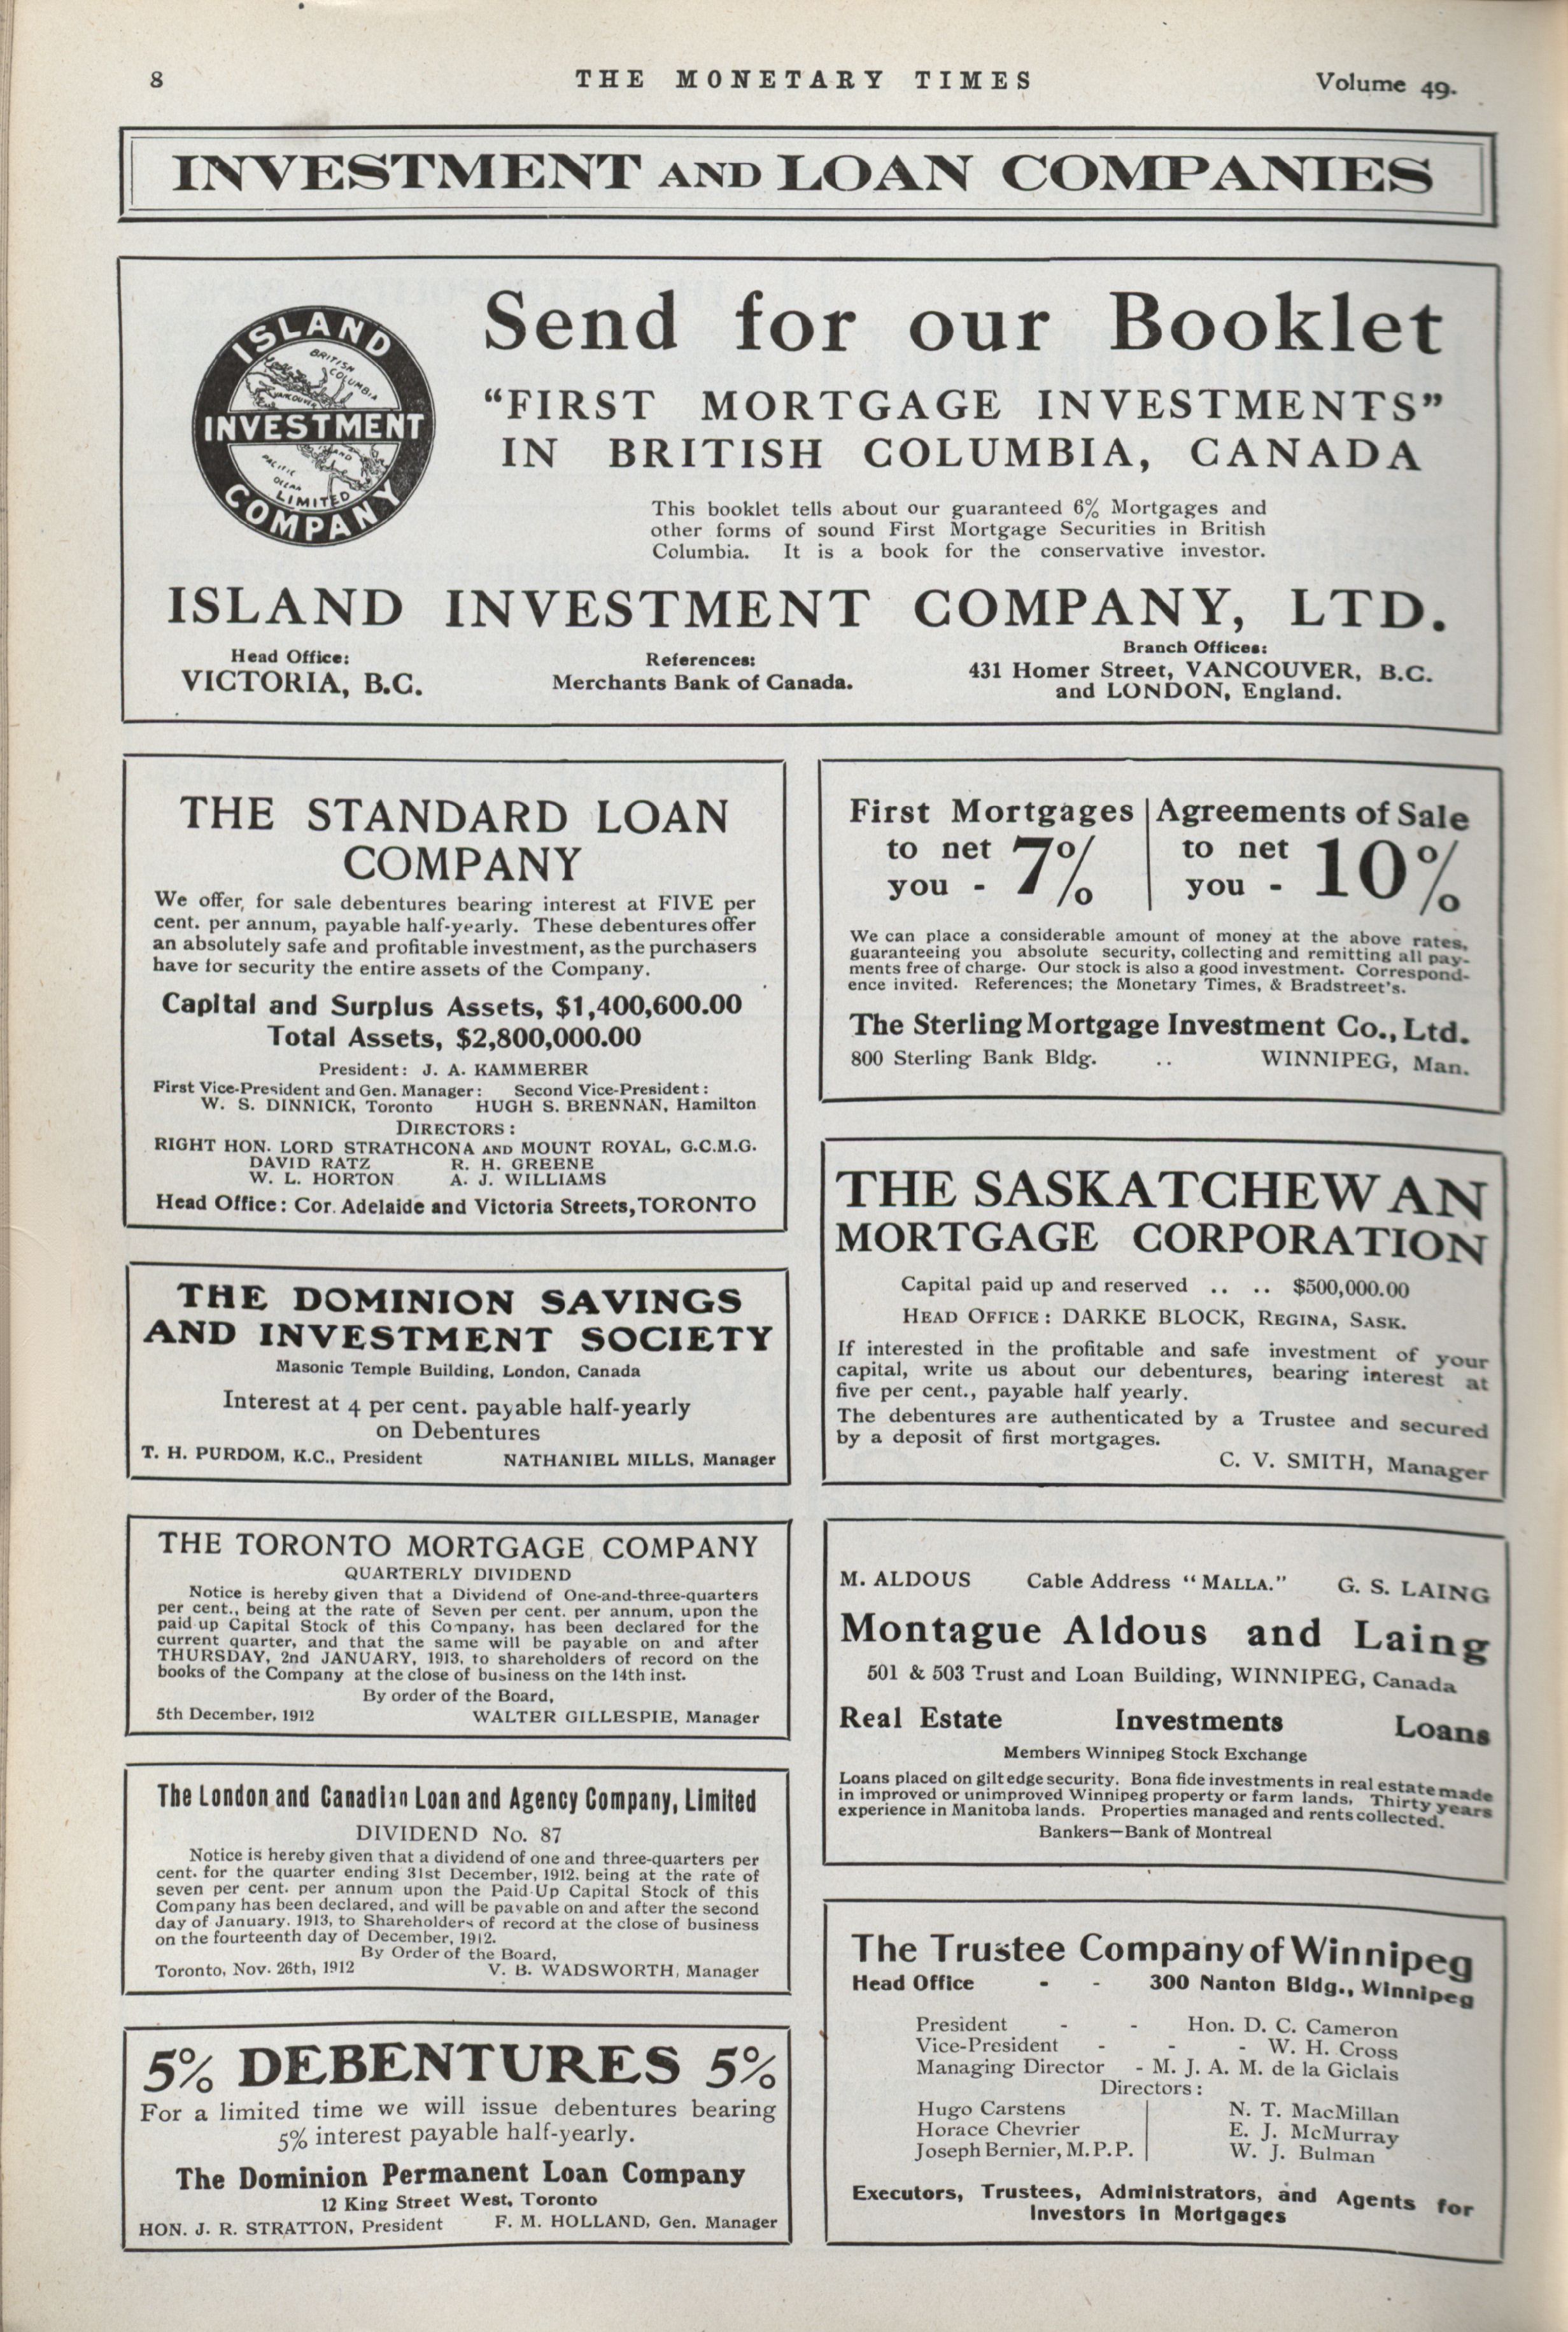 8
THE MONETARY TIMES
Volume 49.
INVESTMENT AND LOAN COMPANIES
ISLAND
BRITISH
COLUMBIA
VANCOUVER
INVESTMENT
ISLAND
PACIFIC
OCEAN
LIMITED
COMPANY
Send for our Booklet
“FIRST MORTGAGE INVESTMENTS”
IN BRITISH COLUMBIA, CANADA
This booklet tells about our guaranteed 6% Mortgages and
other forms of sound First Mortgage Securities in British
Columbia. It is a book for the conservative investor.
ISLAND INVESTMENT COMPANY, LTD.
Head Office:
VICTORIA, B.C.
References:
Merchants Bank of Canada.
Branch Offices:
431 Homer Street, VANCOUVER, B.C.
and LONDON, England.
THE STANDARD LOAN
COMPANY
We offer, for sale debentures bearing interest at FIVE per
cent. per annum, payable half-yearly. These debentures offer
an absolutely safe and profitable investment, as the purchasers
have for security the entire assets of the Company.
Capital and Surplus Assets, $1,400,600.00
Total Assets, $2,800,000.00
President: J. A. KAMMERER
First Vice-President and Gen. Manager: Second Vice-President:
W. S. DINNICK, Toronto HUGH S. BRENNAN, Hamilton
DIRECTORS:
RIGHT HON. LORD STRATHCONA AND MOUNT ROYAL, G.C.M.G.
DAVID RATZ R. H. GREENE
W. L. HORTON A. J. WILLIAMS
Head Office: Cor. Adelaide and Victoria Streets, TORONTO
THE DOMINION SAVINGS
AND INVESTMENT SOCIETY
Masonic Temple Building, London, Canada
Interest at 4 per cent. payable half-yearly
on Debentures
T. H. PURDOM, K.C., President NATHANIEL MILLS, Manager
THE TORONTO MORTGAGE COMPANY
QUARTERLY DIVIDEND
Notice is hereby given that a Dividend of One-and-three-quarters
per cent., being at the rate of Seven per cent. per annum, upon the
paid up Capital Stock of this Company, has been declared for the
current quarter, and that the same will be payable on and after
THURSDAY, 2nd JANUARY, 1913, to shareholders of record on the
books of the Company at the close of business on the 14th inst.
By order of the Board,
5th December, 1912 WALTER GILLESPIE, Manager
The London and Canadian Loan and Agency Company, Limited
DIVIDEND No. 87
Notice is hereby given that a dividend of one and three-quarters per
cent. for the quarter ending 31st December, 1912, being at the rate of
seven per cent. per annum upon the Paid-Up Capital Stock of this
Company has been declared, and will be payable on and after the second
day of January, 1913, to Shareholders of record at the close of business
on the fourteenth day of December, 1912.
By Order of the Board,
Toronto, Nov. 26th, 1912 V. B. WADSWORTH, Manager
5% DEBENTURES 5%
For a limited time we will issue debentures bearing
5% interest payable half-yearly.
The Dominion Permanent Loan Company
12 King Street West, Toronto
HON. J. R. STRATTON, President F. M. HOLLAND, Gen. Manager
First Mortgages
to net
you - 7%
Agreements of Sale
to net
you - 10%
We can place a considerable amount of money at the above rates,
guaranteeing you absolute security, collecting and remitting all pay-
ments free of charge. Our stock is also a good investment. Correspond-
ence invited. References; the Monetary Times, & Bradstreet's.
The Sterling Mortgage Investment Co., Ltd.
800 Sterling Bank Bldg. .. WINNIPEG, Man.
THE SASKATCHEWAN
MORTGAGE CORPORATION
Capital paid up and reserved .. .. $500,000.00
HEAD OFFICE: DARKE BLOCK, REGINA, SASK.
If interested in the profitable and safe investment of your
capital, write us about our debentures, bearing interest at
five per cent., payable half yearly.
The debentures are authenticated by a Trustee and secured
by a deposit of first mortgages.
C. V. SMITH, Manager
M. ALDOUS Cable Address “MALLA.” G. S. LAING
Montague Aldous and Laing
501 & 503 Trust and Loan Building, WINNIPEG, Canada
Real Estate Investments Loans
Members Winnipeg Stock Exchange
Loans placed on gilt edge security. Bona fide investments in real estate made
in improved or unimproved Winnipeg property or farm lands. Thirty years
experience in Manitoba lands. Properties managed and rents collected.
Bankers—Bank of Montreal
The Trustee Company of Winnipeg
Head Office - - 300 Nanton Bldg., Winnipeg
President - - Hon. D. C. Cameron
Vice-President - - - W. H. Cross
Managing Director - M. J. A. M. de la Giclais
Directors:
Hugo Carstens N. T. MacMillan
Horace Chevrier E. J. McMurray
Joseph Bernier, M.P.P. W. J. Bulman
Executors, Trustees, Administrators, and Agents for
Investors in Mortgages